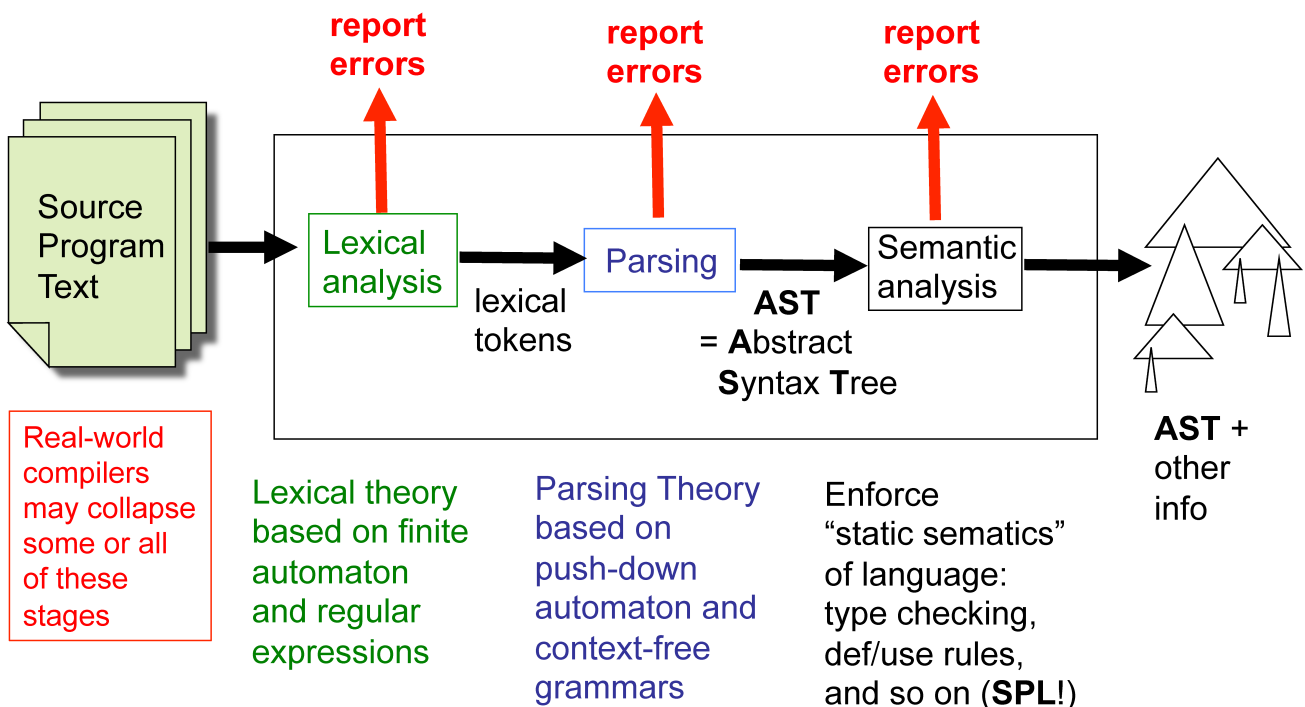 report
errors
report
errors
report
errors
Source
Program
Text
Lexical
analysis
lexical
tokens
Parsing
AST
= Abstract
Syntax Tree
Semantic
analysis
AST +
other
info
Real-world
compilers
may collapse
some or all
of these
stages
Lexical theory
based on finite
automaton
and regular
expressions
Parsing Theory
based on
push-down
automaton and
context-free
grammars
Enforce
“static sematics”
of language:
type checking,
def/use rules,
and so on (SPL!)